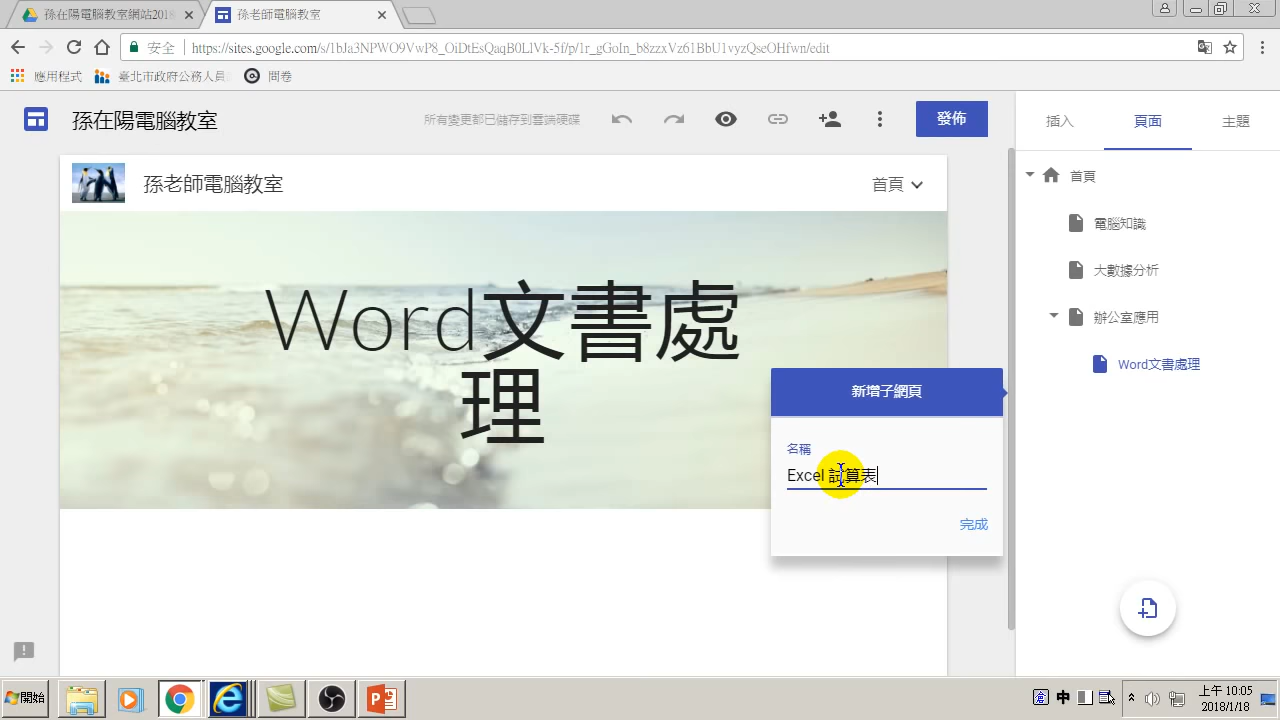 孫在陽電腦教室網站2018
孫老師電腦教室
安全
https://sites.google.com/s/1bJa3NPWO9VwP8_OiDtEsQaqB0LlVk-5f/p/1r_gGoIn_b8zzxVz61BbU1vyzQseOHfwm/edit
應用程式
臺北市政府公務人員
問卷
孫在陽電腦教室
所有變更都已儲存到雲端硬碟
發佈
插入
頁面
主題
孫老師電腦教室
首頁
首頁
電腦知識
大數據分析
辦公室應用
Word文書處理
Word文書處
理
新增子網頁
名稱
Excel 試算表
完成
開始
中
上午 10:05
2018/1/18